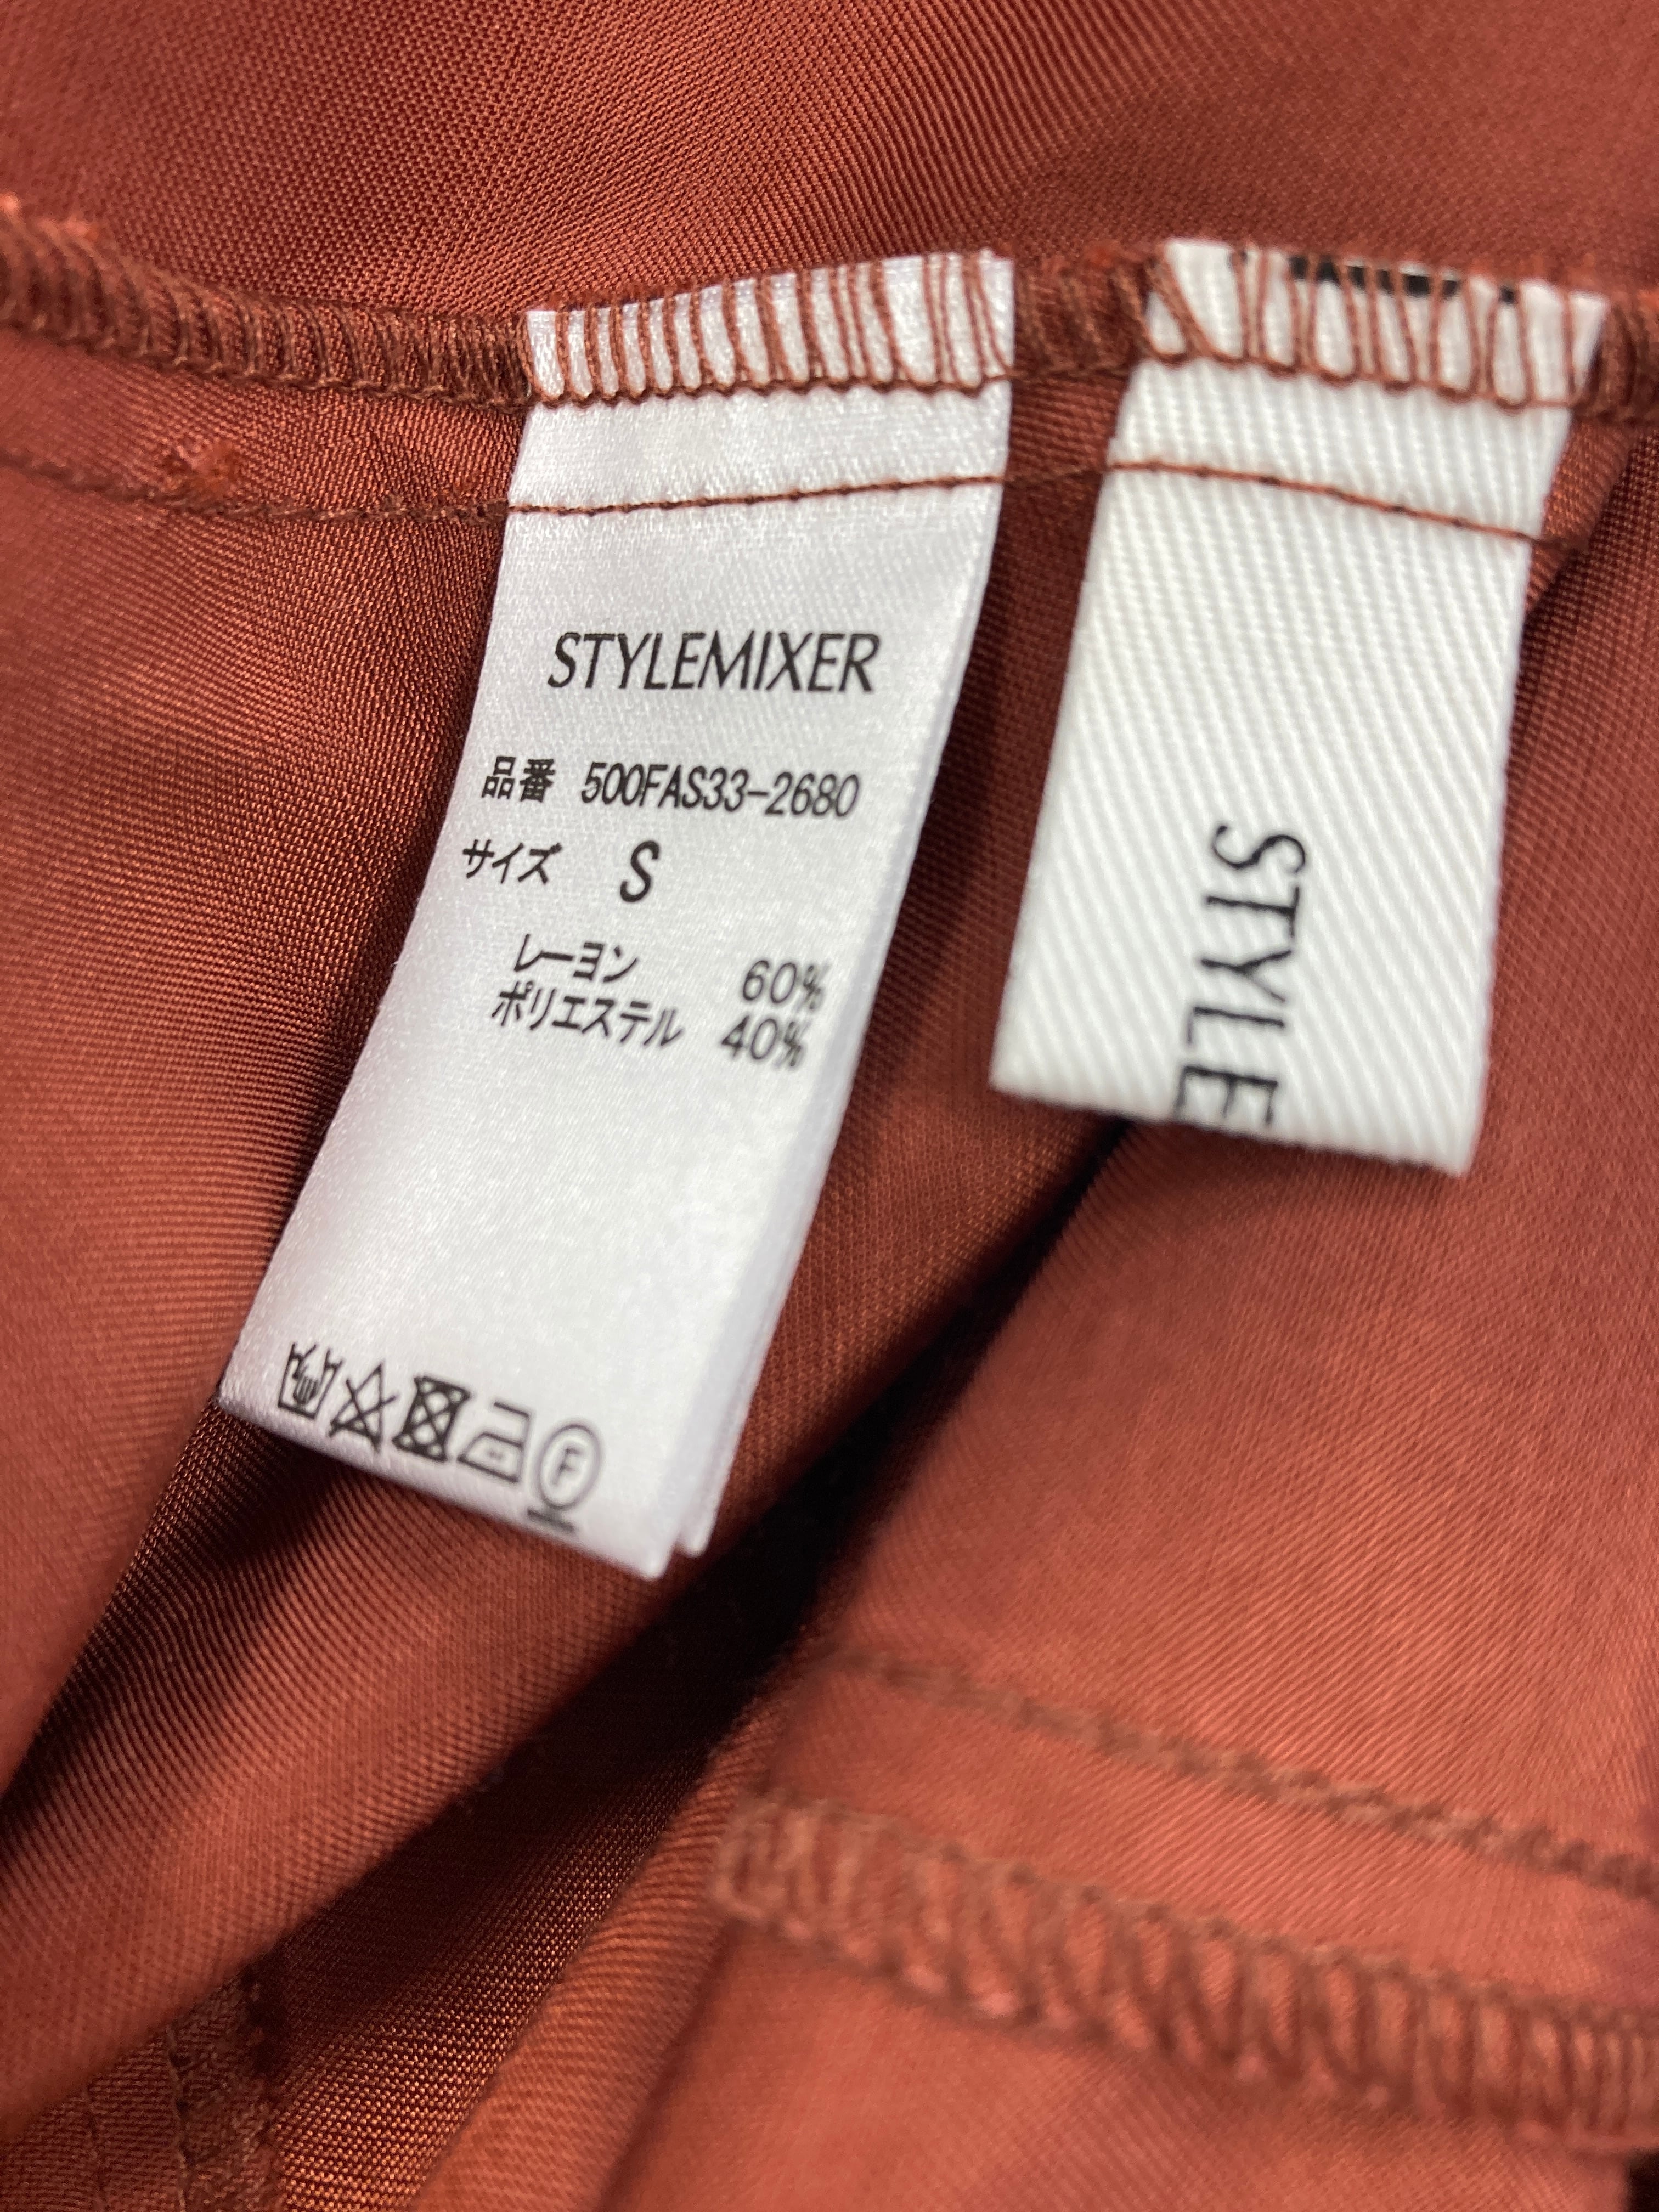 STYLEMIXER
品番 500FAS33-2680
サイズ S
レーヨン 60%
ポリエステル 40%
F
STYLE